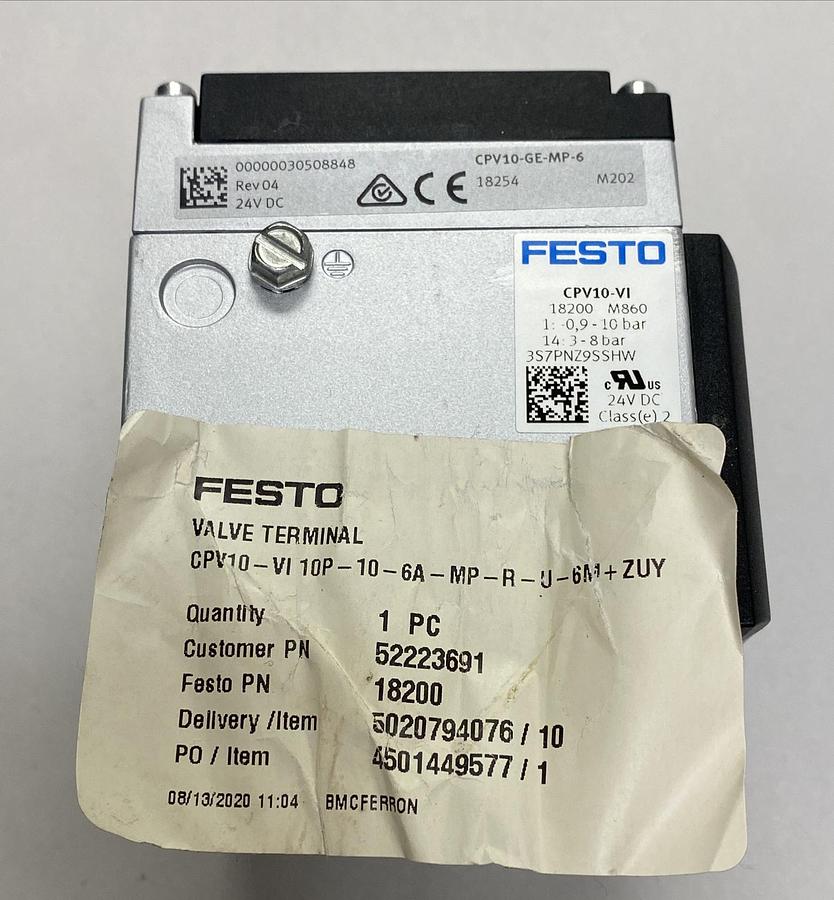 00000030508848
Rev 04
24V DC
CE
CPV10-GE-MP-6
18254 M202
FESTO
CPV10-VI
18200 M860
1: -0,9 - 10 bar
14: 3 - 8 bar
3S7PNZ9SSHW
c RU US
24V DC
Class(e) 2
FESTO
VALVE TERMINAL
CPV10-VI 10P-10-6A-MP-R-U-6M+ZUY
Quantity 1 PC
Customer PN 52223691
Festo PN 18200
Delivery /Item 5020794076 / 10
PO / Item 4501449577 / 1
08/13/2020 11:04 BMCFERRON